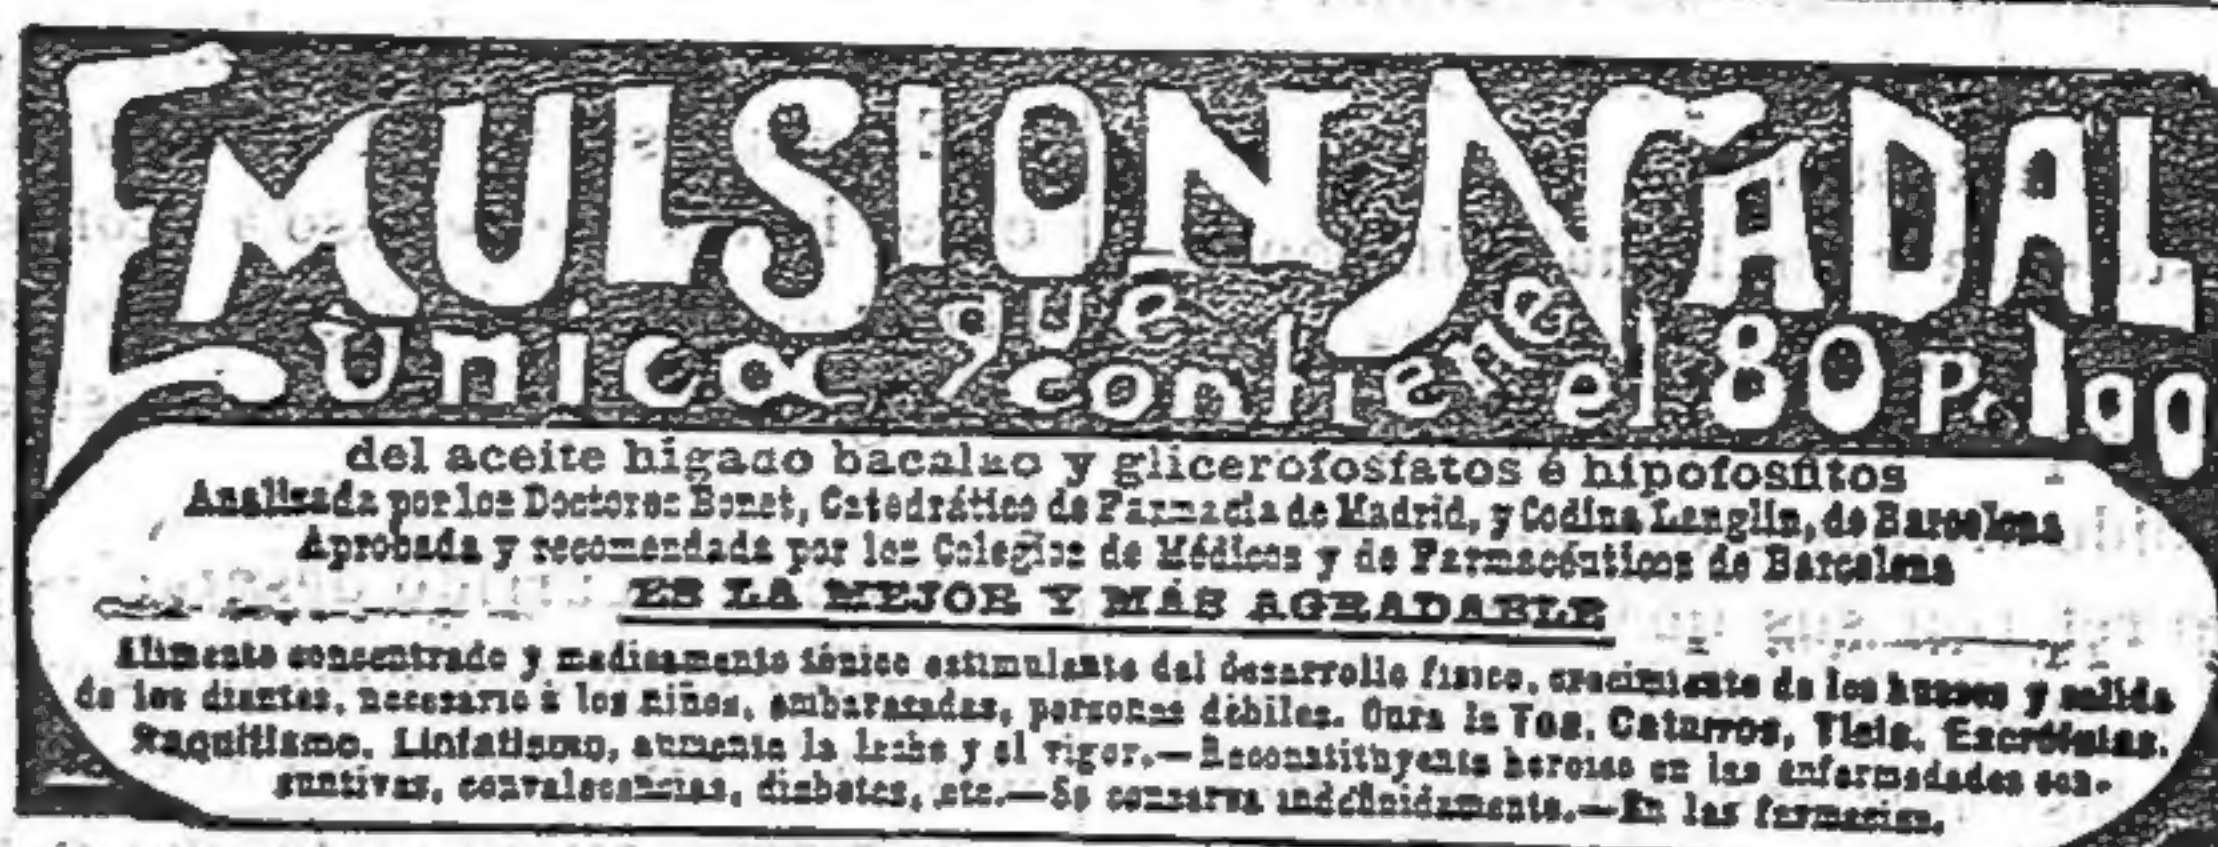 EMULSION NADAL
única que contiene el 80 p. 100
del aceite hígado bacalao y glicerofosfatos é hipofosfitos
Analizada por los Doctores Bonet, Catedrático de Farmacia de Madrid, y Codina Langlin, de Barcelona
Aprobada y recomendada por los Colegios de Médicos y de Farmacéuticos de Barcelona
ES LA MEJOR Y MÁS AGRADABLE
Alimento concentrado y medicamento tónico estimulante del desarrollo físico, crecimiento de los huesos y salida
de los dientes, necesario à los niños, embarazadas, personas débiles. Cura la Tos, Catarros, Tisis, Escrófulas,
Raquitismo, Linfatismo, aumenta la leche y el vigor.—Reconstituyente heroico en las enfermedades con-
suntivas, convalecencias, diabetes, etc.—Se conserva indefinidamente.—En las farmacias.